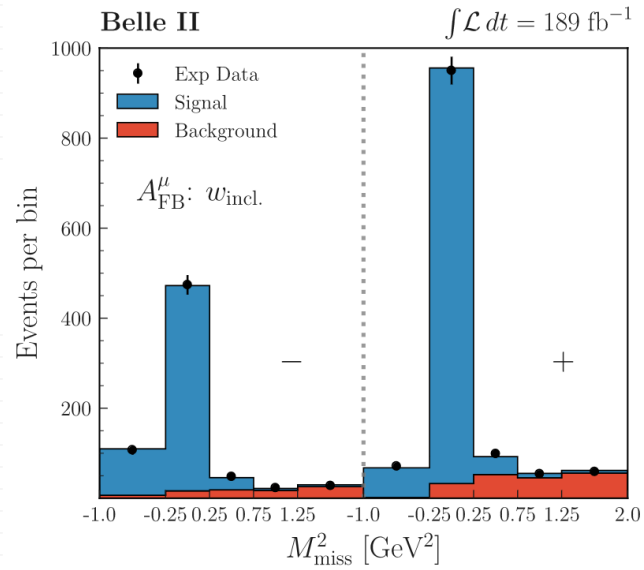 Belle II
∫ℒ dt = 189 fb⁻¹
1000
800
600
400
200
Events per bin
Exp Data
Signal
Background
A_FB^μ: w_incl.
− +
-1.0 -0.25 0.25 0.75 1.25 -1.0 -0.25 0.25 0.75 1.25 2.0
M²_miss [GeV²]